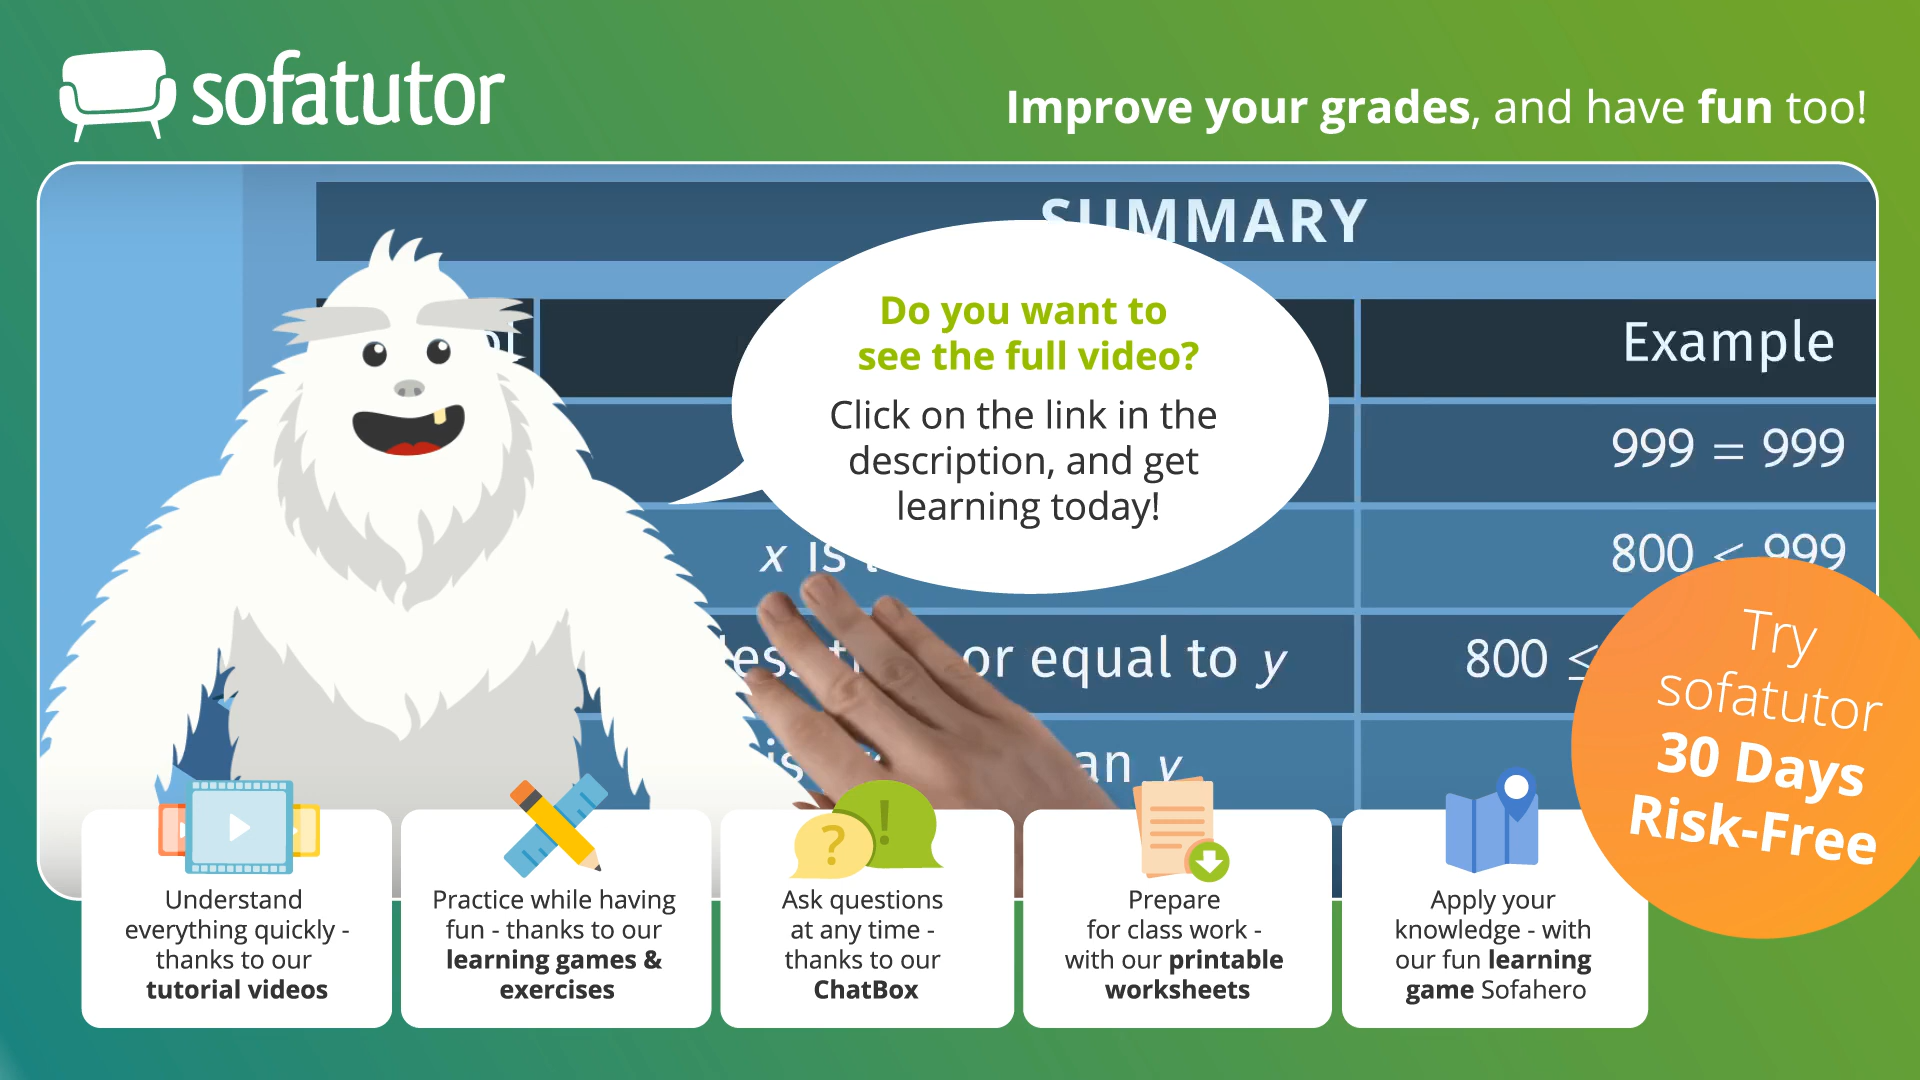 sofatutor
Improve your grades, and have fun too!
SUMMARY
Do you want to
see the full video?
Click on the link in the
description, and get
learning today!
Example
999 = 999
x is
800 < 999
or equal to y
800 ≤
y
Try
sofatutor
30 Days
Risk-Free
Understand
everything quickly -
thanks to our
tutorial videos
Practice while having
fun - thanks to our
learning games &
exercises
?
!
Ask questions
at any time -
thanks to our
ChatBox
Prepare
for class work -
with our printable
worksheets
Apply your
knowledge - with
our fun learning
game Sofahero